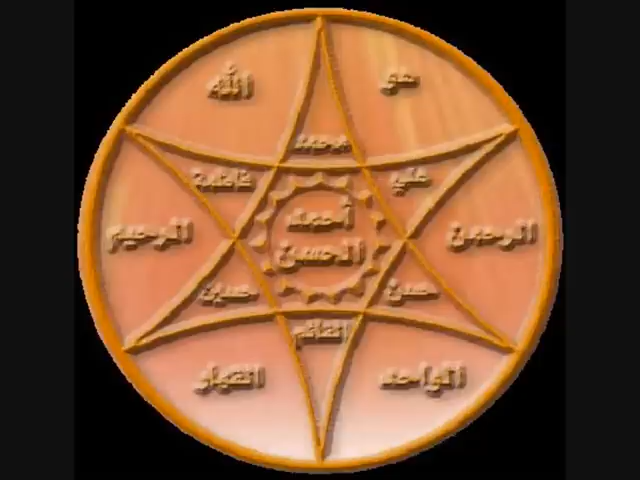 هو
الله
محمد
علي
فاطمة
أحمد
الحسن
الرحمن
الرحيم
حسن
حسين
القائم
الواحد
القهار